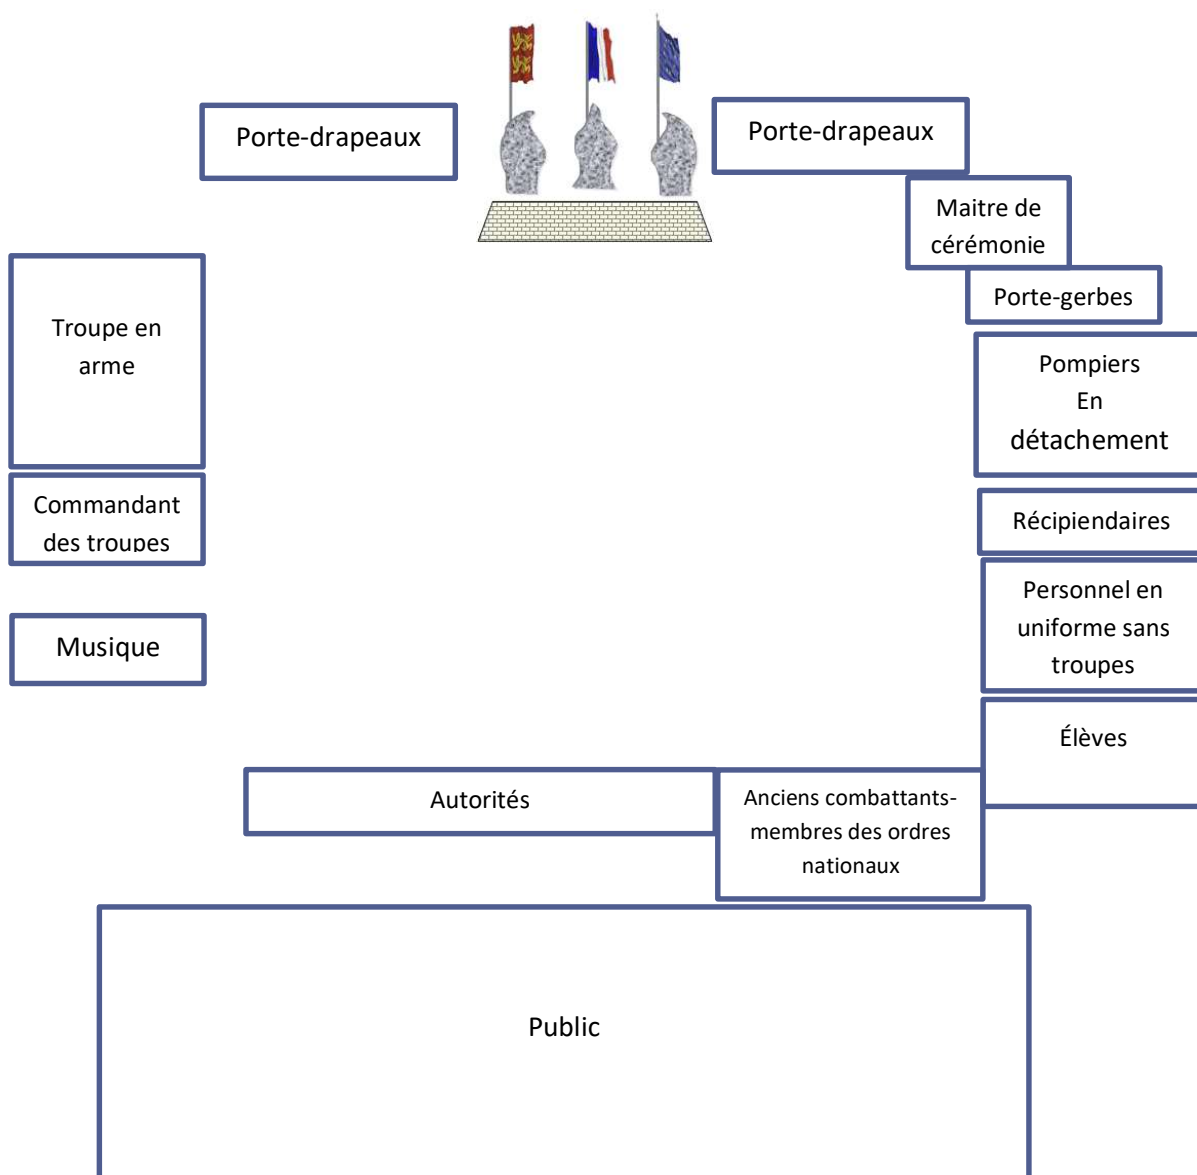 Porte-drapeaux
Porte-drapeaux
Maitre de
cérémonie
Porte-gerbes
Troupe en
arme
Pompiers
En
détachement
Commandant
des troupes
Récipiendaires
Personnel en
uniforme sans
troupes
Musique
Élèves
Autorités
Anciens combattants-
membres des ordres
nationaux
Public